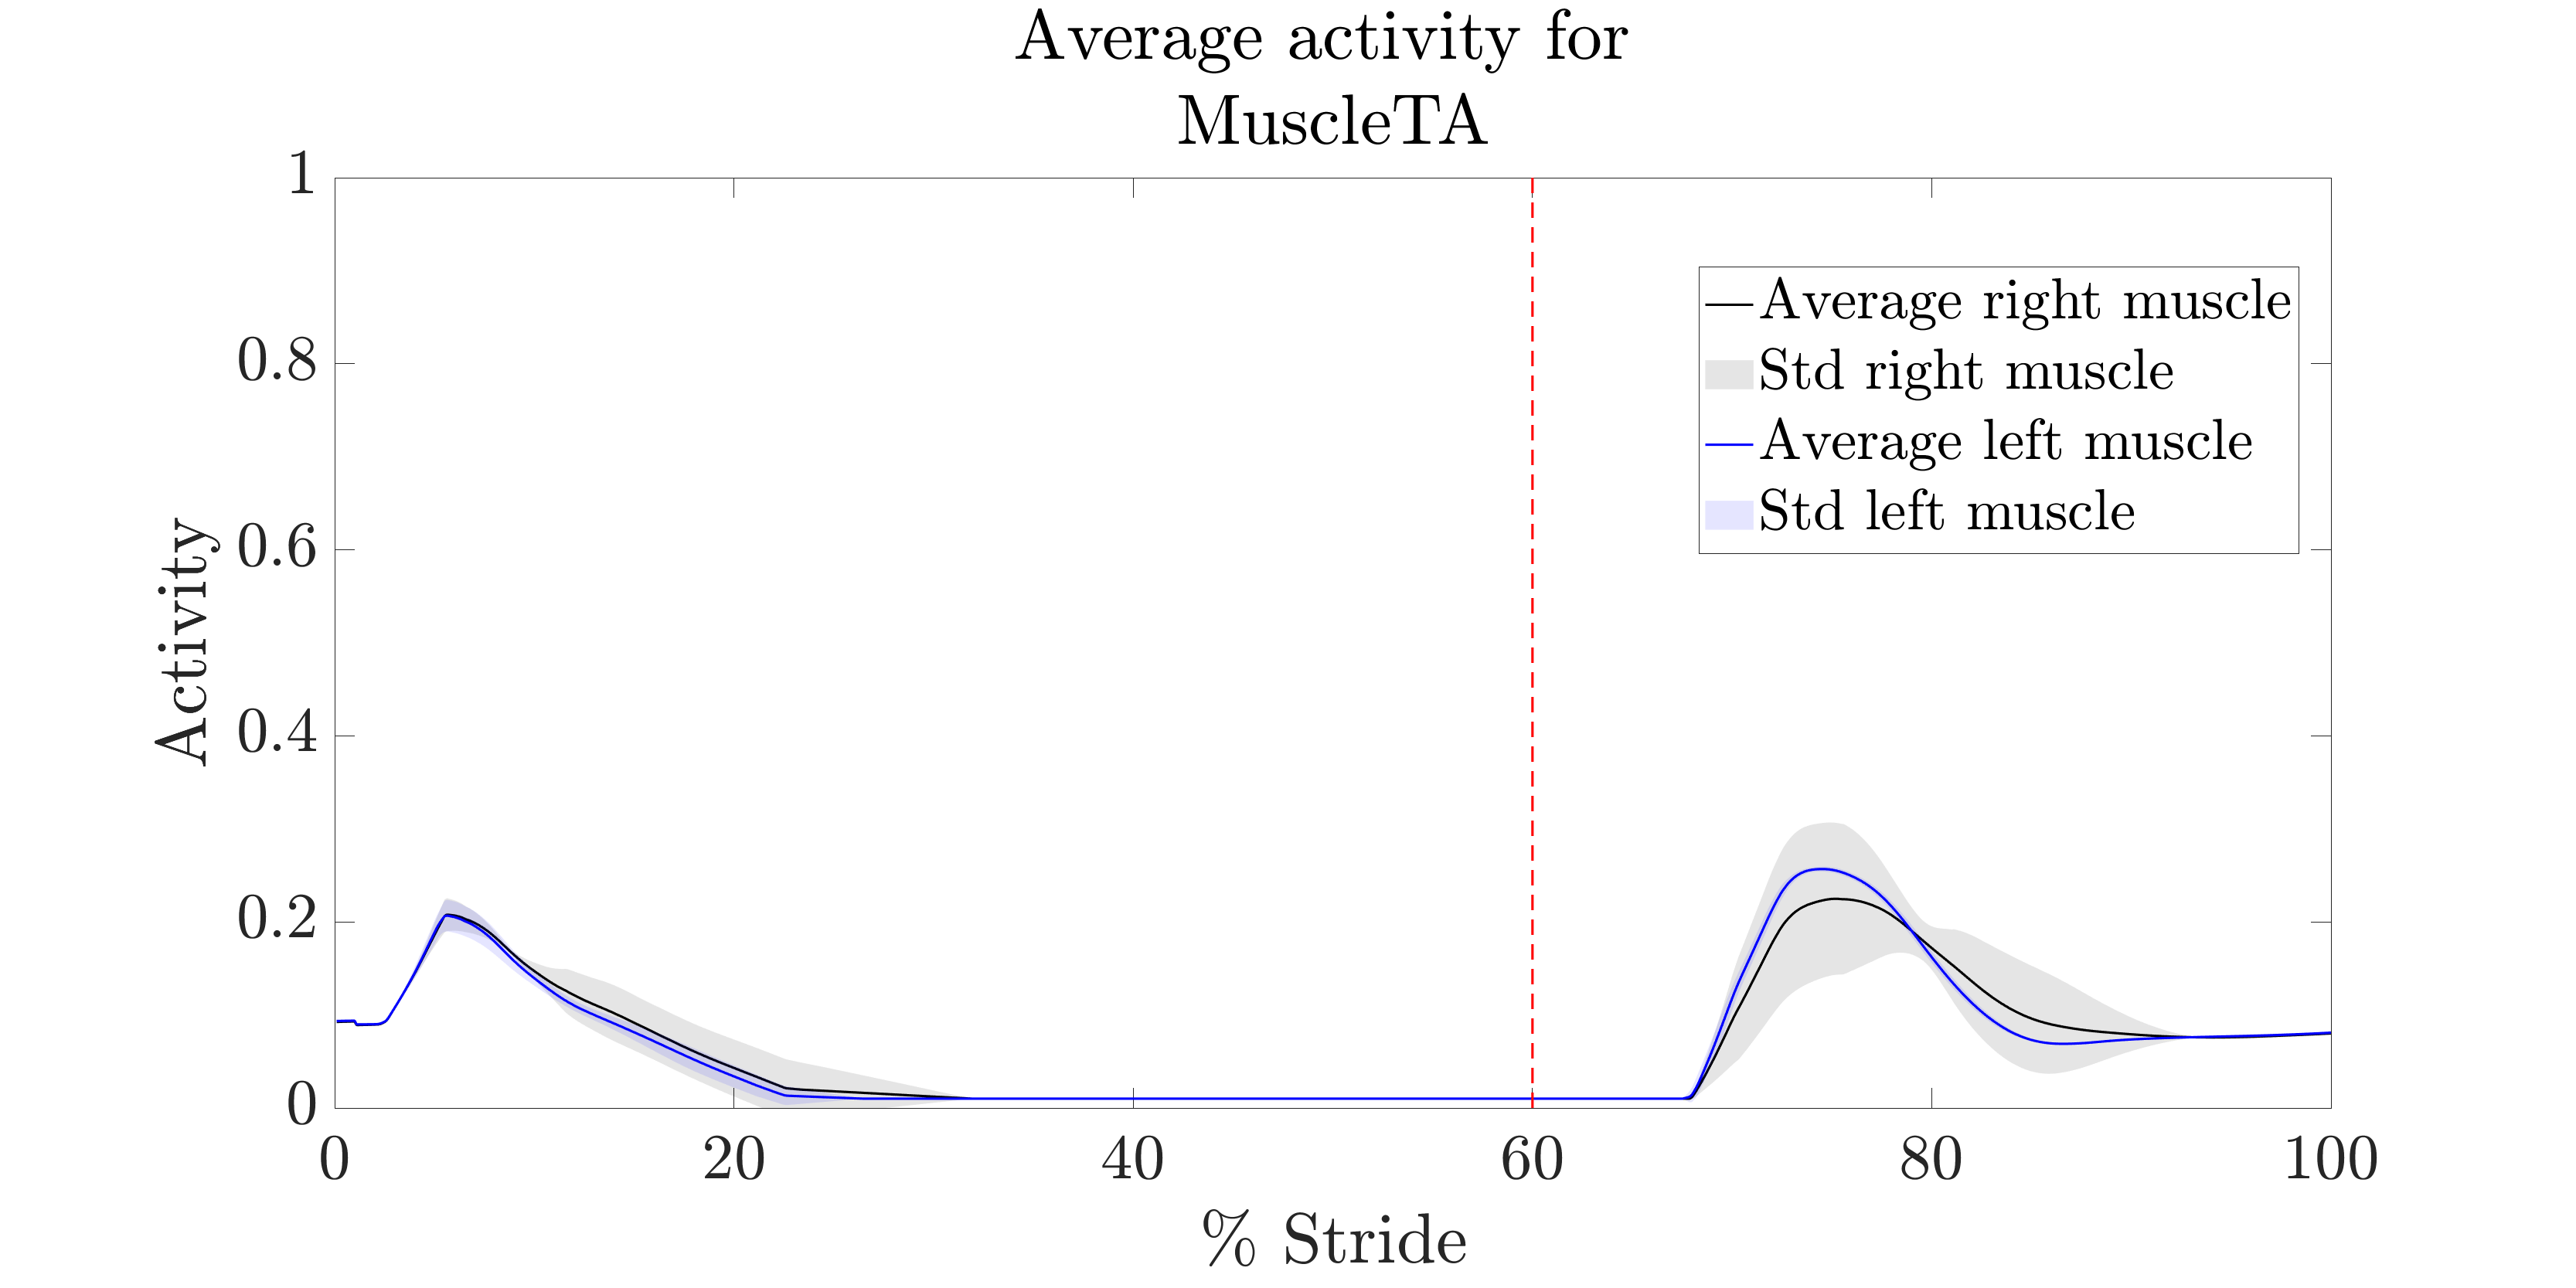 Average activity for
MuscleTA
1
0.8
0.6
0.4
0.2
0
Activity
Average right muscle
Std right muscle
Average left muscle
Std left muscle
0 20 40 60 80 100
% Stride